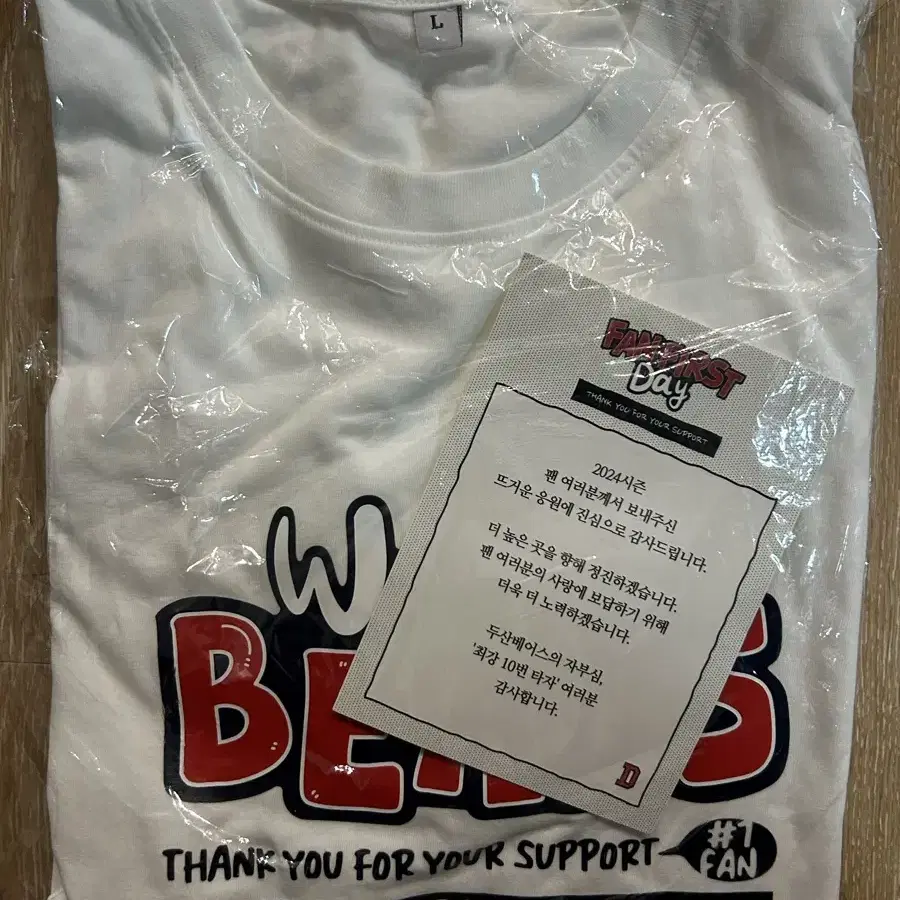 L
FAN FIRST
Day
THANK YOU FOR YOUR SUPPORT
2024시즌
팬 여러분께서 보내주신
뜨거운 응원에 진심으로 감사드립니다.
더 높은 곳을 향해 정진하겠습니다.
팬 여러분의 사랑에 보답하기 위해
더욱 더 노력하겠습니다.
두산베어스의 자부심,
'최강 10번 타자' 여러분
감사합니다.
D
W
BE S
THANK YOU FOR YOUR SUPPORT
#1
FAN